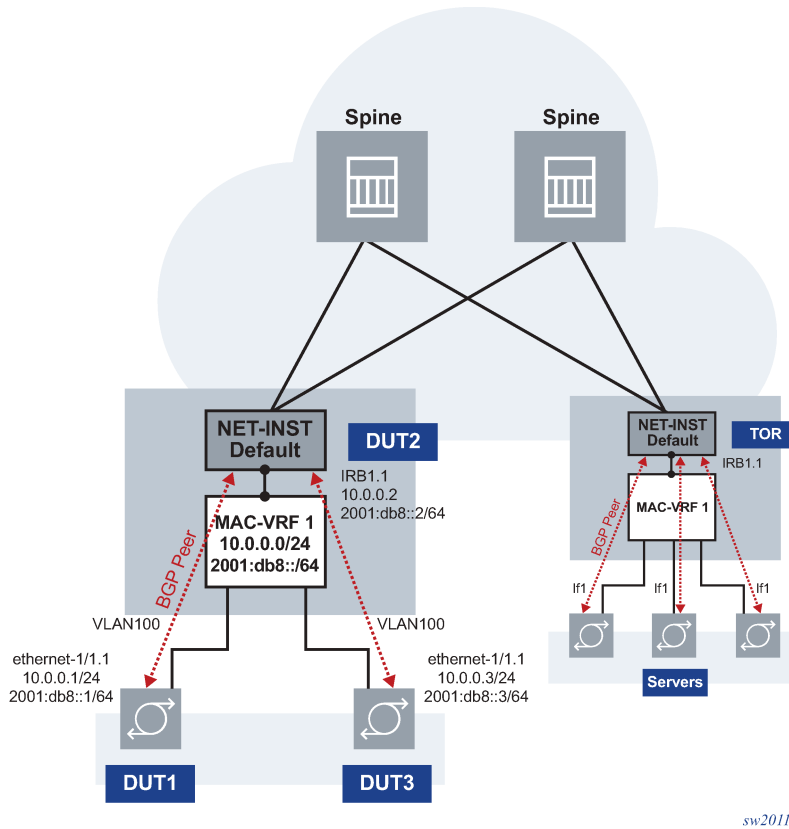 Spine
Spine
NET-INST
Default
DUT2
IRB1.1
10.0.0.2
2001:db8::2/64
MAC-VRF 1
10.0.0.0/24
2001:db8::/64
BGP Peer
VLAN100
VLAN100
ethernet-1/1.1
10.0.0.1/24
2001:db8::1/64
ethernet-1/1.1
10.0.0.3/24
2001:db8::3/64
DUT1
DUT3
NET-INST
Default
TOR
IRB1.1
MAC-VRF 1
BGP Peer
If1
If1
If1
Servers
sw2011